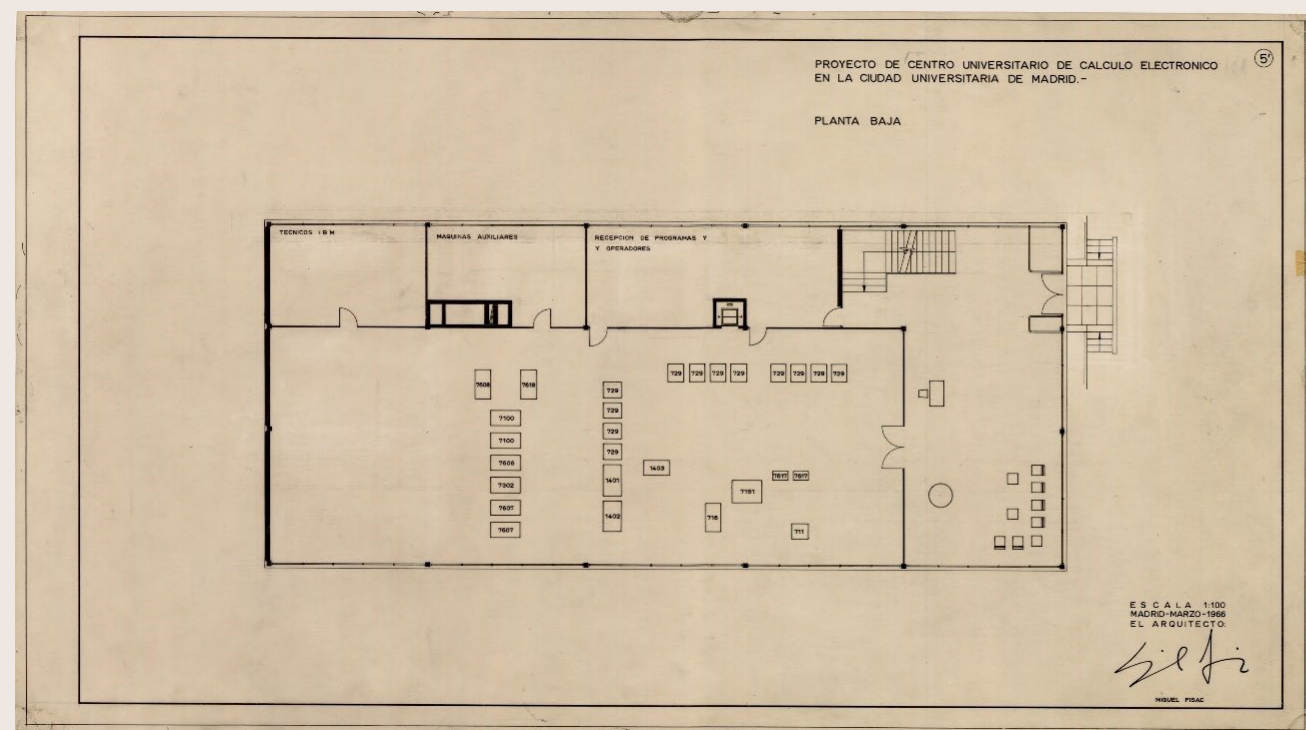 PROYECTO DE CENTRO UNIVERSITARIO DE CALCULO ELECTRONICO
EN LA CIUDAD UNIVERSITARIA DE MADRID.-
5'
PLANTA BAJA
TECNICOS I B M
MAQUINAS AUXILIARES
RECEPCION DE PROGRAMAS Y
Y OPERADORES
729 729 729 729 729 729 729 729
7608 7618
729
7100
729
7100
729
7606
729
1403
7302
1401
7151
7617 7617
7607
1402
716
7607
711
ESCALA 1:100
MADRID-MARZO-1966
EL ARQUITECTO:
MIGUEL FISAC